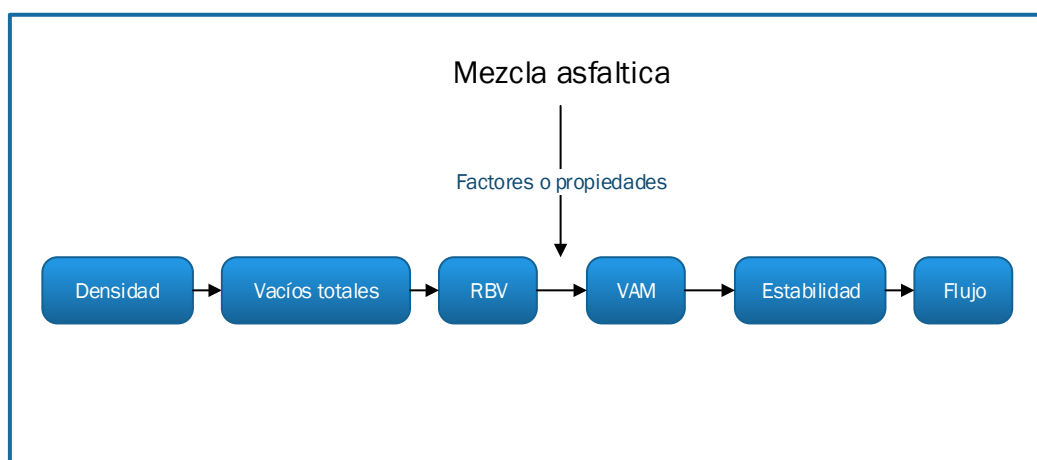 Mezcla asfaltica
Factores o propiedades
Densidad
Vacíos totales
RBV
VAM
Estabilidad
Flujo